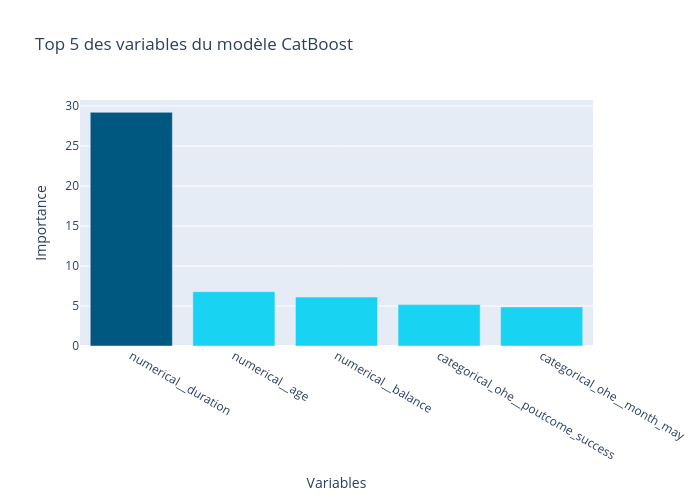 Top 5 des variables du modèle CatBoost
Importance
30
25
20
15
10
5
0
numerical__duration
numerical__age
numerical__balance
categorical_ohe__poutcome_success
categorical_ohe__month_may
Variables